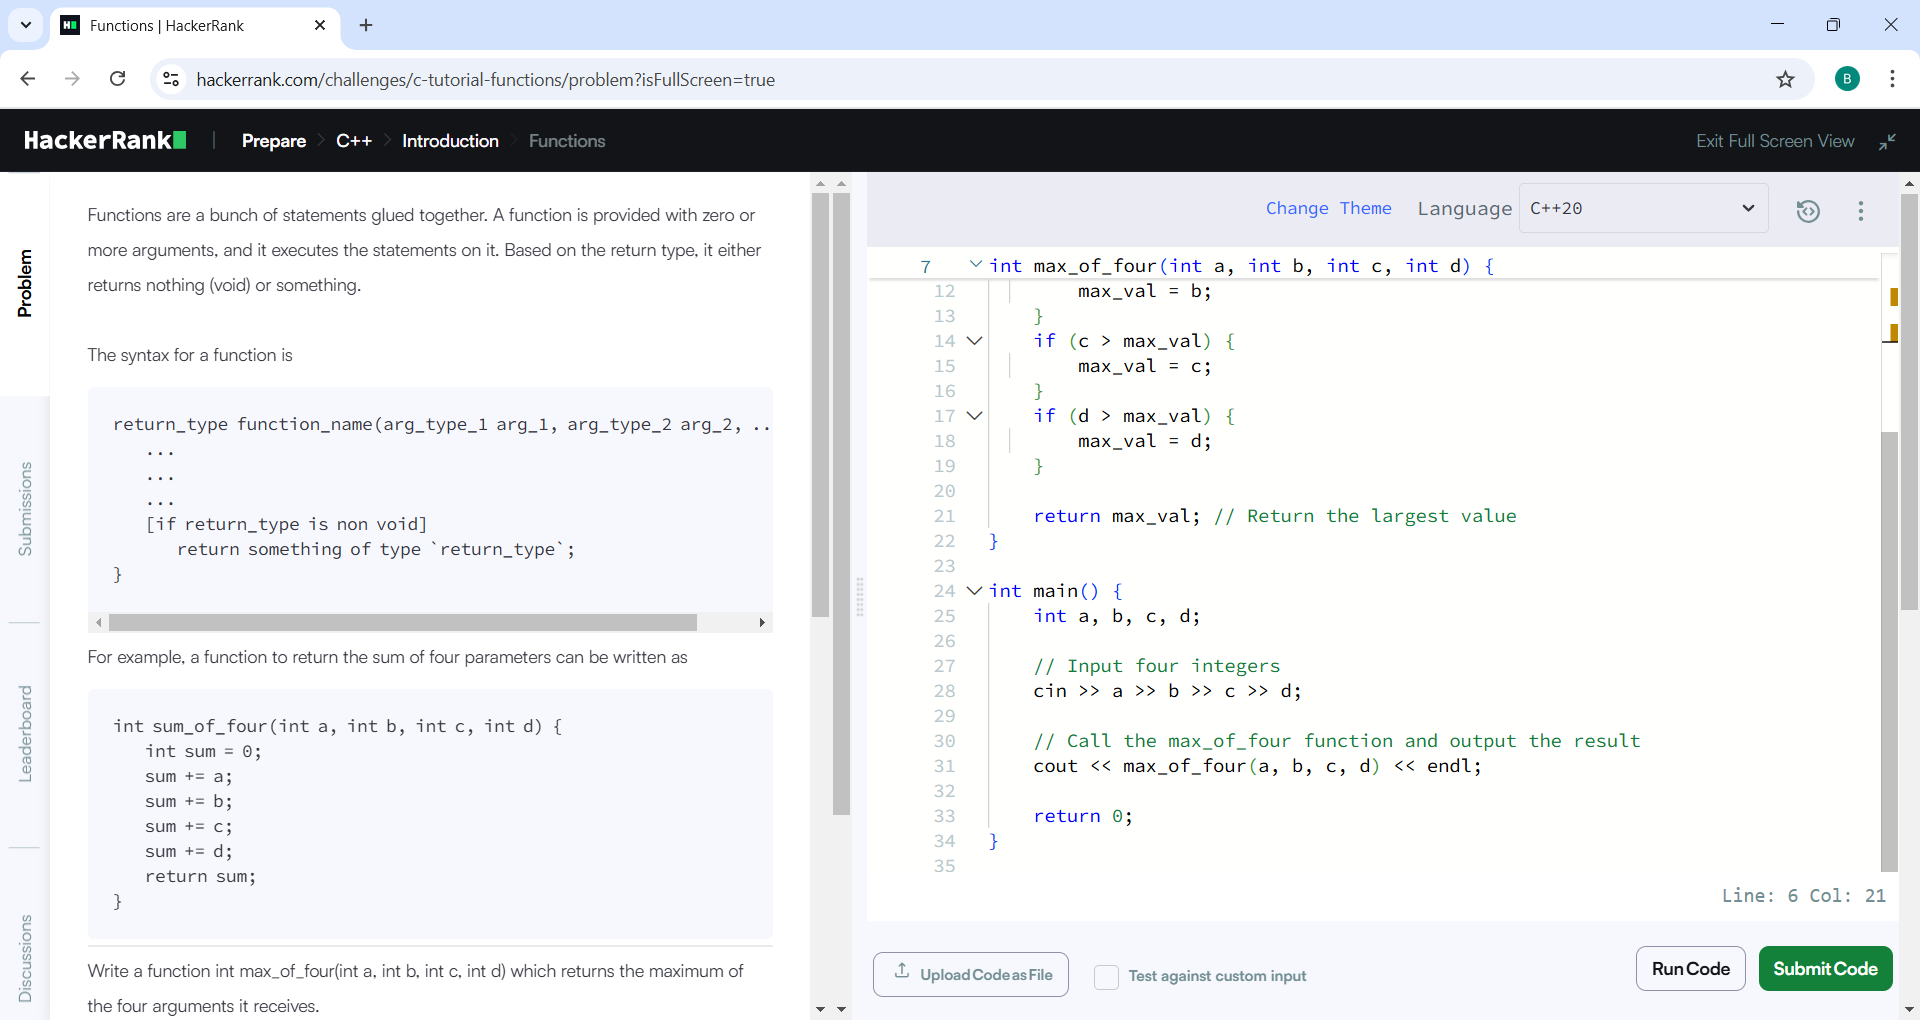 Functions | HackerRank
hackerrank.com/challenges/c-tutorial-functions/problem?isFullScreen=true
B
HackerRank
Prepare
C++
Introduction
Functions
Exit Full Screen View
Problem
Submissions
Leaderboard
Discussions
Functions are a bunch of statements glued together. A function is provided with zero or
more arguments, and it executes the statements on it. Based on the return type, it either
returns nothing (void) or something.
The syntax for a function is
return_type function_name(arg_type_1 arg_1, arg_type_2 arg_2, ..
...
...
...
[if return_type is non void]
return something of type `return_type`;
}
For example, a function to return the sum of four parameters can be written as
int sum_of_four(int a, int b, int c, int d) {
int sum = 0;
sum += a;
sum += b;
sum += c;
sum += d;
return sum;
}
Write a function int max_of_four(int a, int b, int c, int d) which returns the maximum of
the four arguments it receives.
Change Theme
Language
C++20
7 int max_of_four(int a, int b, int c, int d) {
12 max_val = b;
13 }
14 if (c > max_val) {
15 max_val = c;
16 }
17 if (d > max_val) {
18 max_val = d;
19 }
20
21 return max_val; // Return the largest value
22 }
23
24 int main() {
25 int a, b, c, d;
26
27 // Input four integers
28 cin >> a >> b >> c >> d;
29
30 // Call the max_of_four function and output the result
31 cout << max_of_four(a, b, c, d) << endl;
32
33 return 0;
34 }
35
Line: 6 Col: 21
Upload Code as File
Test against custom input
Run Code
Submit Code